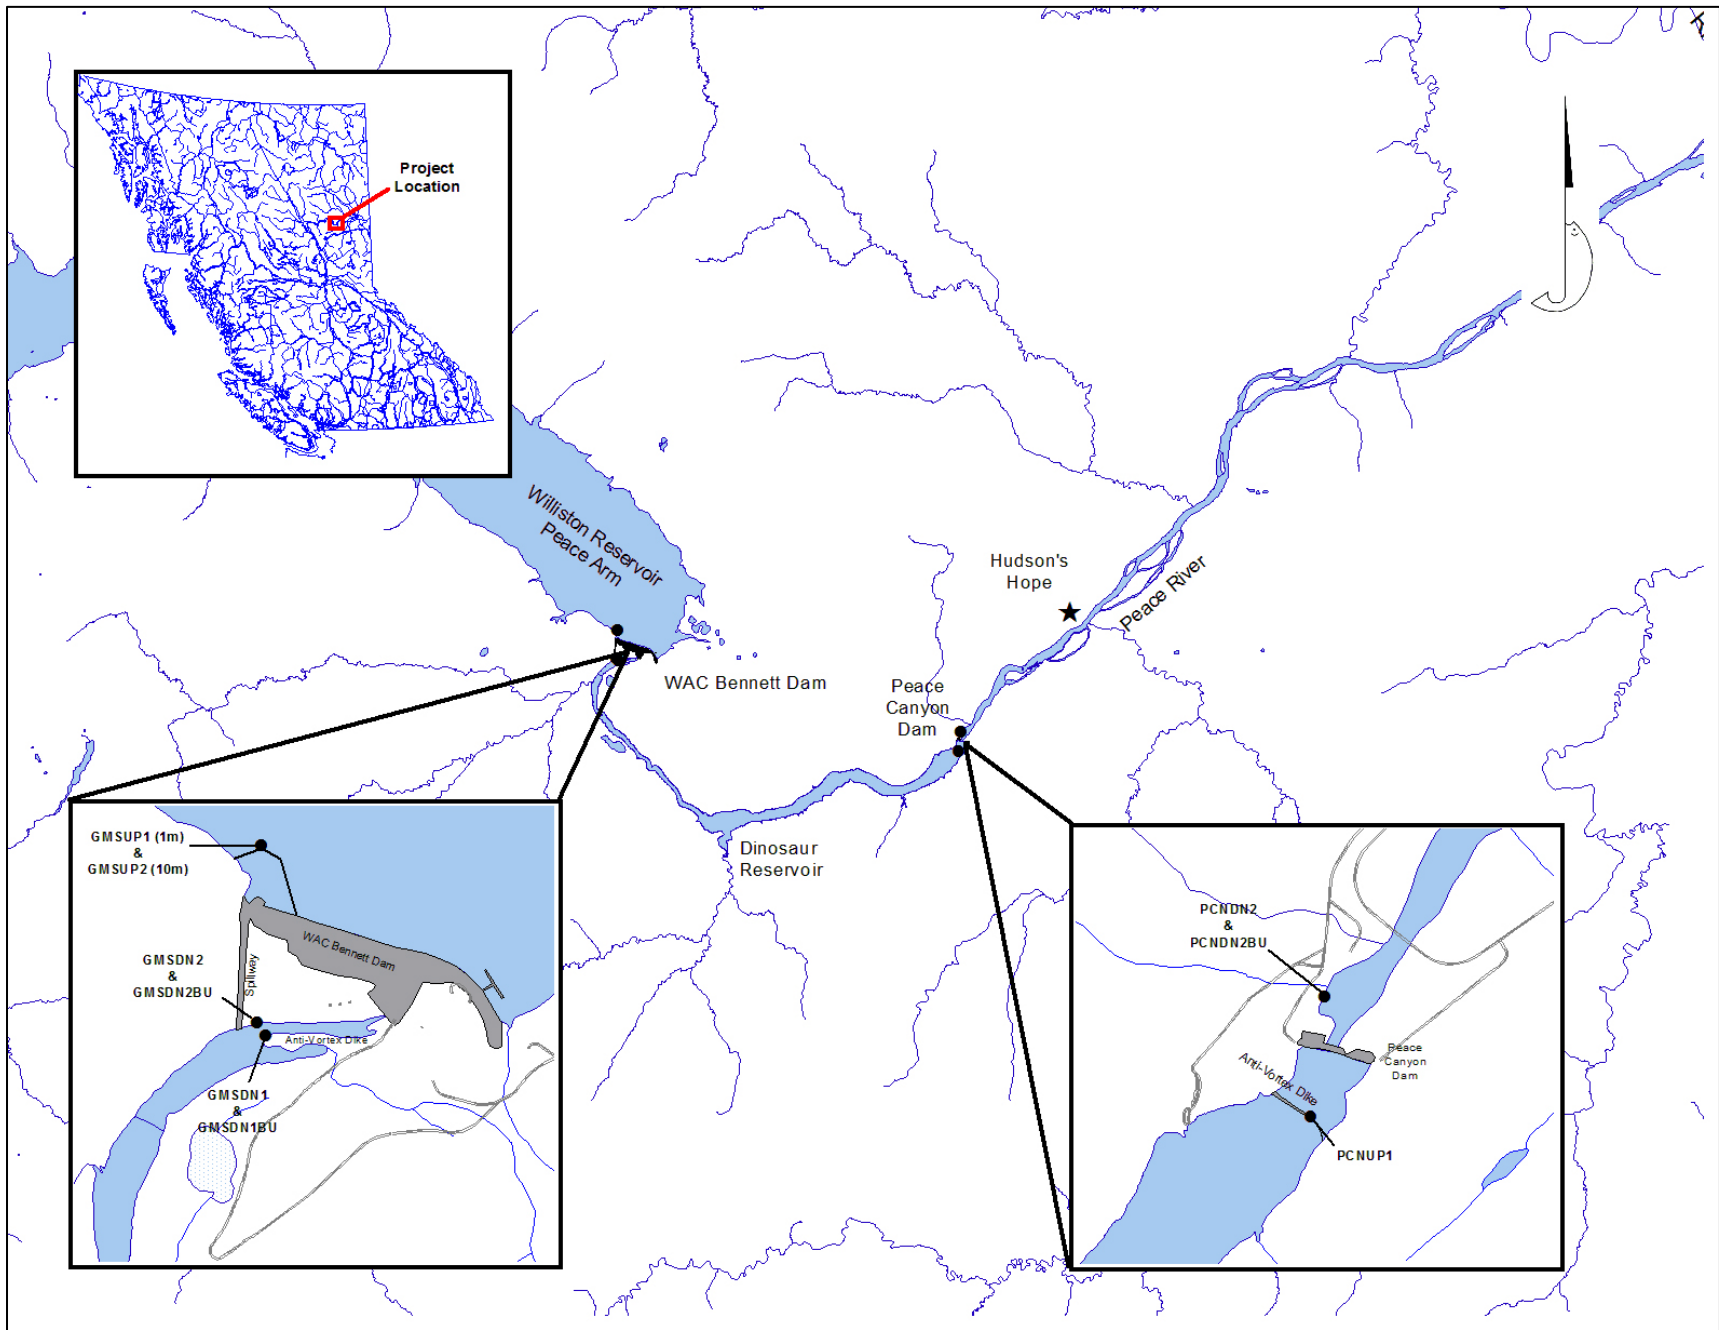 Project
Location
Williston Reservoir
Peace Arm
Hudson's
Hope
Peace River
WAC Bennett Dam
Peace
Canyon
Dam
Dinosaur
Reservoir
GMSUP1 (1m)
&
GMSUP2 (10m)
WAC Bennett Dam
Spillway
GMSDN2
&
GMSDN2BU
Anti-Vortex Dike
GMSDN1
&
GMSDN1BU
PCNDN2
&
PCNDN2BU
Peace
Canyon
Dam
Anti-Vortex Dike
PCNUP1